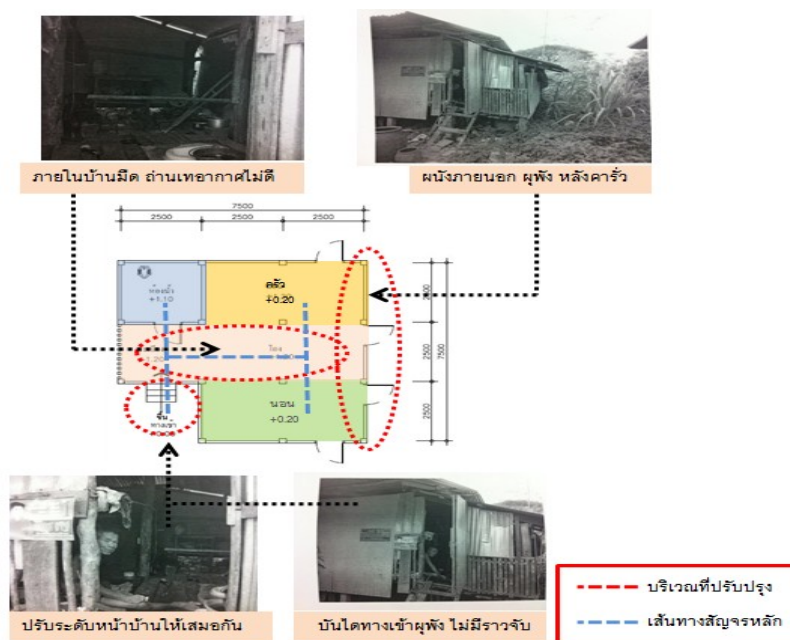 ภายในบ้านมืด ถ่านเทอากาศไม่ดี
ผนังภายนอก ผุพัง หลังคารั่ว
7500
2500 2500 2500
ห้องน้ำ
+1.10
ครัว
+0.20
โถง
นอน
+0.20
ขึ้น
ทางเข้า
2500
2500
7500
ปรับระดับหน้าบ้านให้เสมอกัน
บันไดทางเข้าผุพัง ไม่มีราวจับ
บริเวณที่ปรับปรุง
เส้นทางสัญจรหลัก